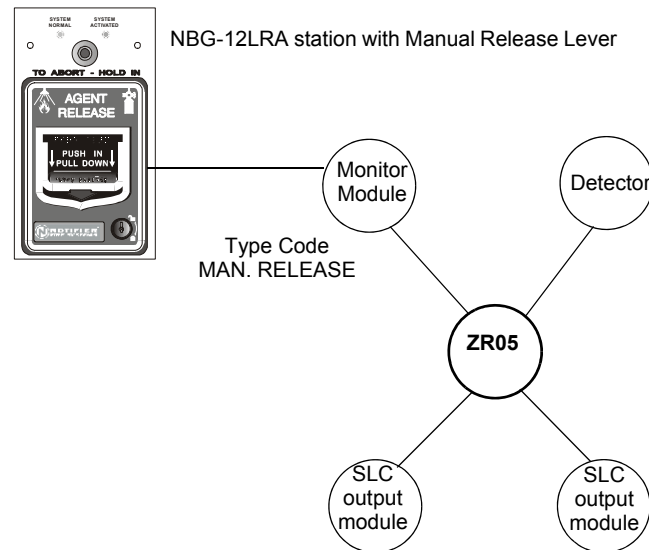 SYSTEM
NORMAL
SYSTEM
ACTIVATED
NBG-12LRA station with Manual Release Lever
TO ABORT - HOLD IN
AGENT
RELEASE
PUSH IN
PULL DOWN
NOTIFIER
Monitor
Module
Detector
Type Code
MAN. RELEASE
ZR05
SLC
output
module
SLC
output
module